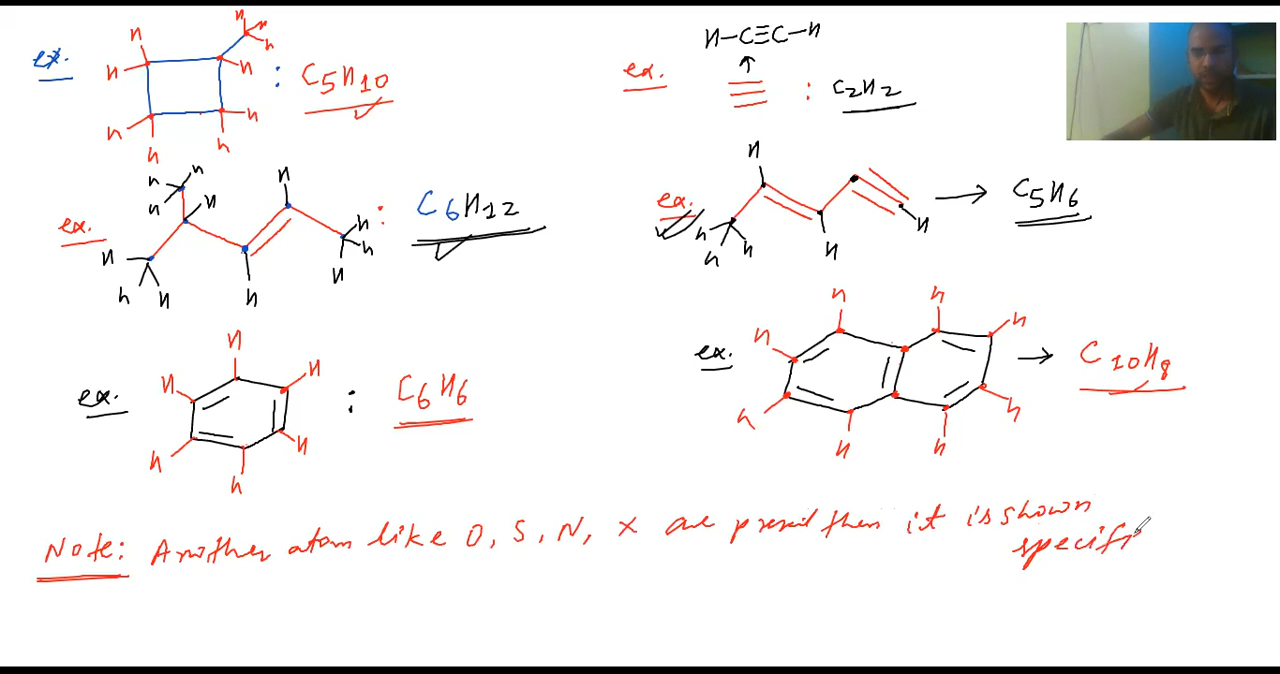 ex.
H
H
H
H
H
H
H
H
H
H
: C5H10
H-C≡C-H
ex.
≡ : C2H2
ex.
H
H
H
H
H
H
H
H
H
H
H
H
: C6H12
ex.
H
H
H
H
H
H
→ C5H6
ex.
H
H
H
H
H
H
: C6H6
ex.
H
H
H
H
H
H
H
H
→ C10H8
Note: Another atom like O, S, N, X are present then it is shown
specifi